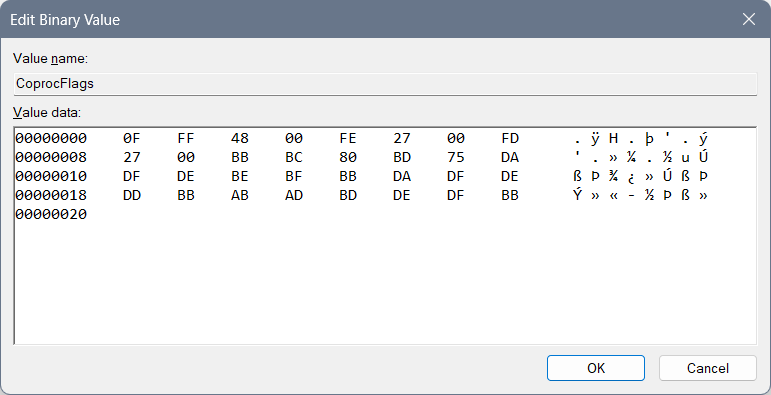 Edit Binary Value
Value name:
CoprocFlags
Value data:
00000000 0F FF 48 00 FE 27 00 FD . ÿ H . þ ' . ý
00000008 27 00 BB BC 80 BD 75 DA ' . » ¼ . ½ u Ú
00000010 DF DE BE BF BB DA DF DE ß Þ ¾ ¿ » Ú ß Þ
00000018 DD BB AB AD BD DE DF BB Ý » « - ½ Þ ß »
00000020
OK Cancel